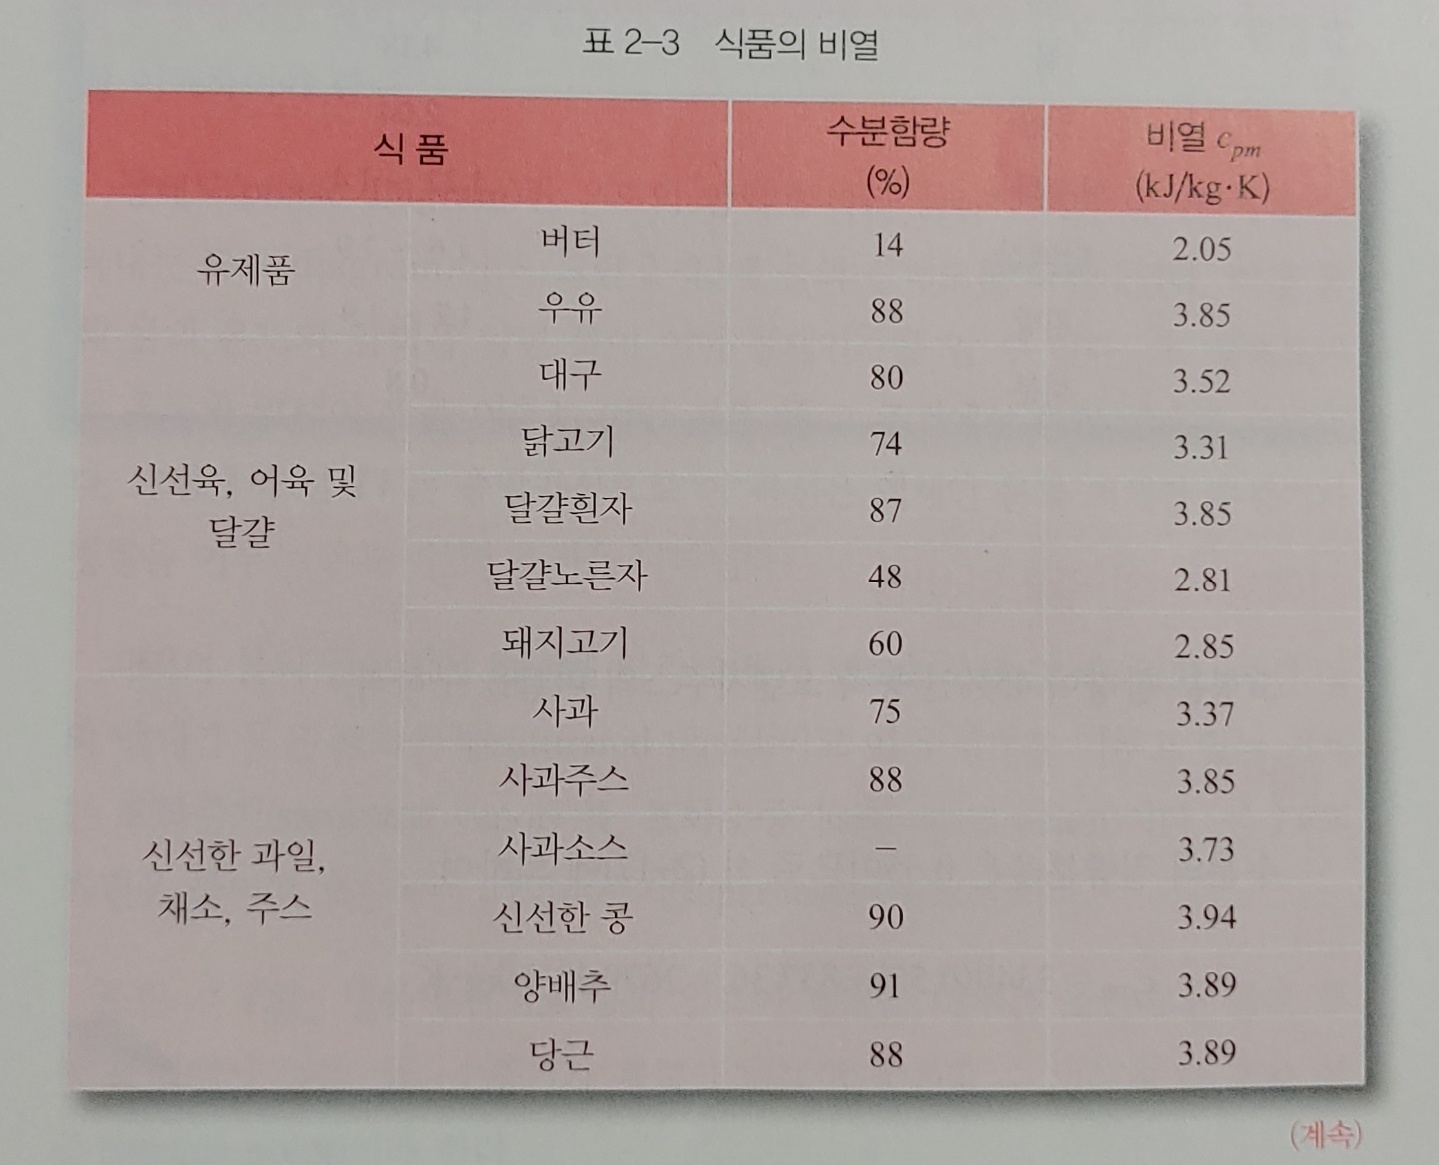 표 2–3 식품의 비열
식 품 수분함량 (%) 비열 cpm (kJ/kg·K)
유제품 버터 14 2.05
우유 88 3.85
신선육, 어육 및 달걀 대구 80 3.52
닭고기 74 3.31
달걀흰자 87 3.85
달걀노른자 48 2.81
돼지고기 60 2.85
신선한 과일, 채소, 주스 사과 75 3.37
사과주스 88 3.85
사과소스 – 3.73
신선한 콩 90 3.94
양배추 91 3.89
당근 88 3.89
(계속)